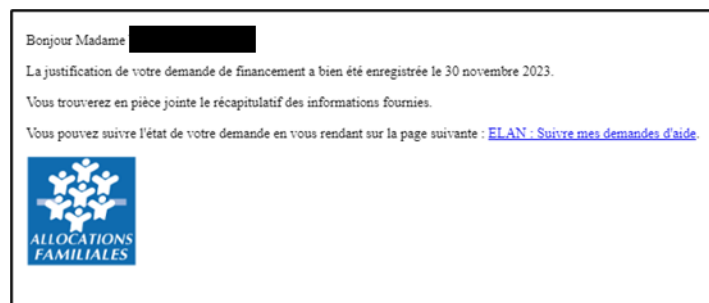 Bonjour Madame
La justification de votre demande de financement a bien été enregistrée le 30 novembre 2023.
Vous trouverez en pièce jointe le récapitulatif des informations fournies.
Vous pouvez suivre l'état de votre demande en vous rendant sur la page suivante : ELAN : Suivre mes demandes d'aide.
ALLOCATIONS
FAMILIALES